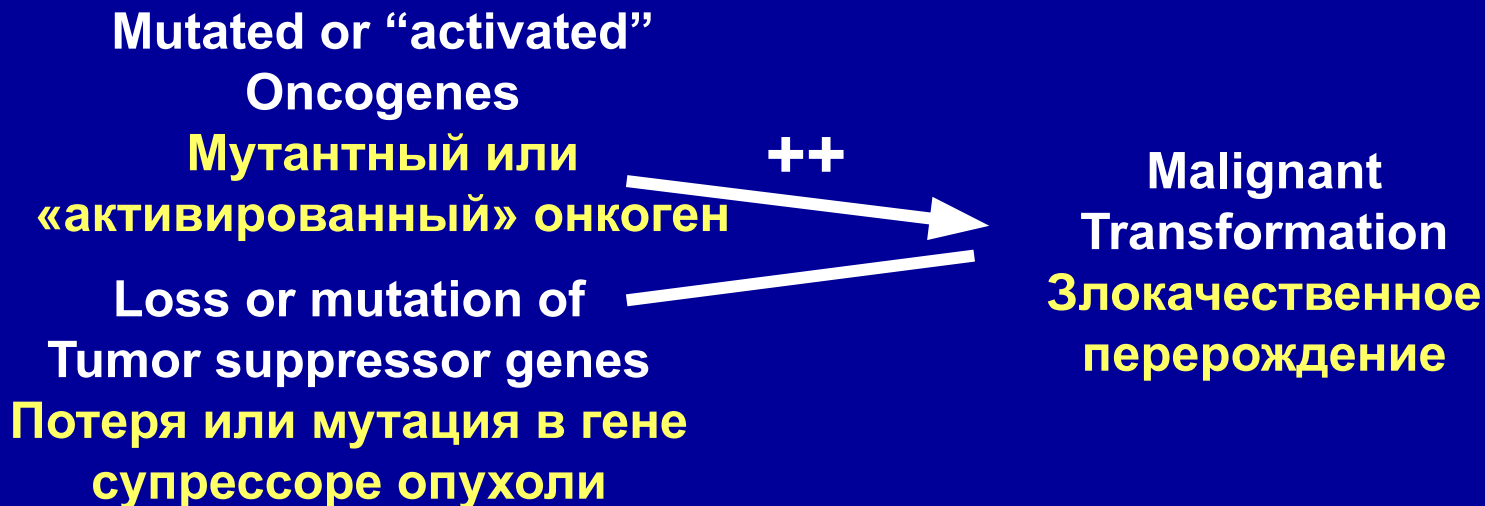 Mutated or “activated”
Oncogenes
Мутантный или
«активированный» онкоген
++
Loss or mutation of
Tumor suppressor genes
Потеря или мутация в гене
супрессоре опухоли
Malignant
Transformation
Злокачественное
перерождение